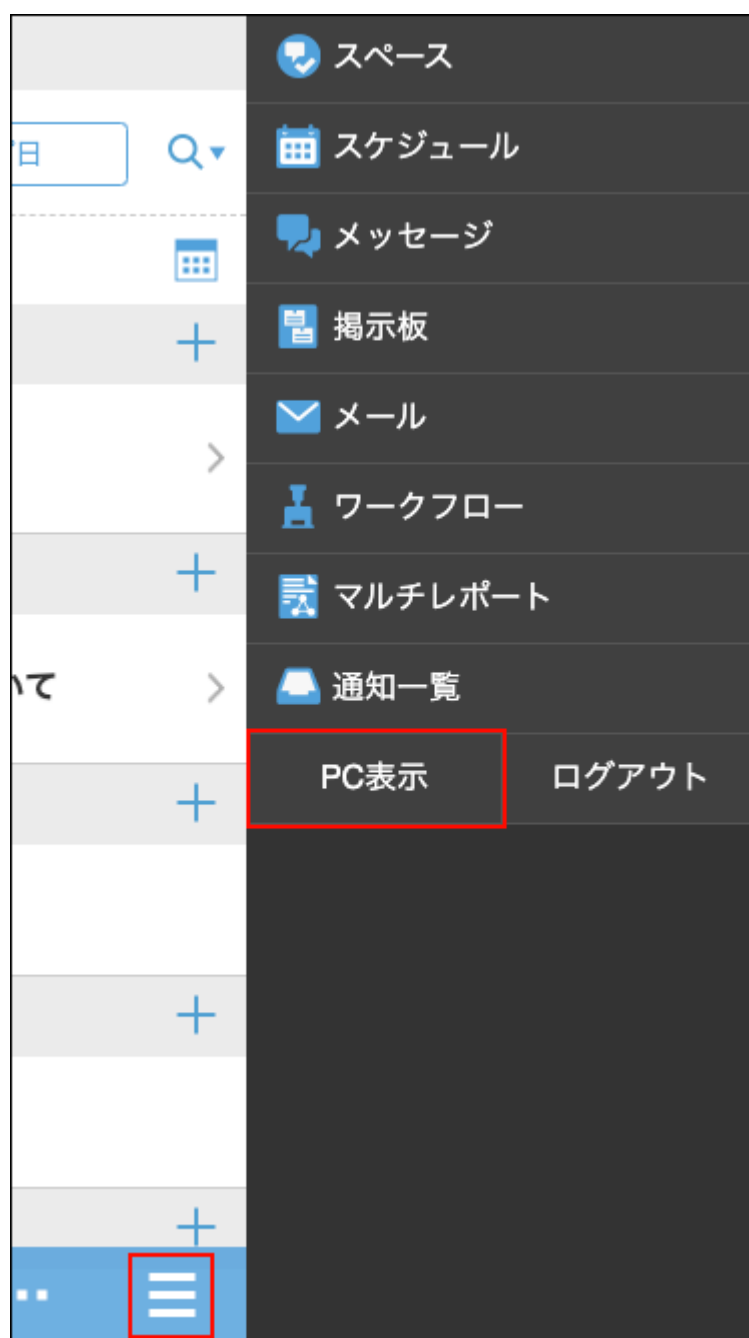 スペース
日
スケジュール
メッセージ
掲示板
メール
ワークフロー
マルチレポート
いて
通知一覧
PC表示
ログアウト